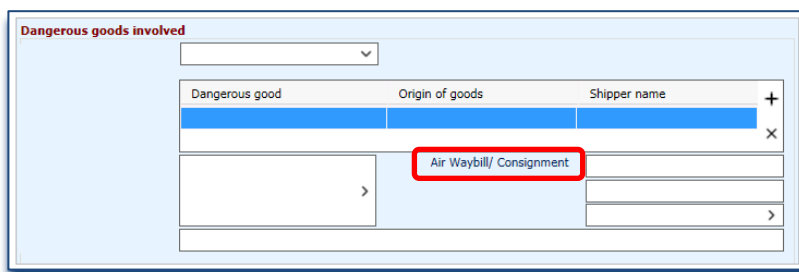 Dangerous goods involved
Dangerous good Origin of goods Shipper name
Air Waybill/ Consignment